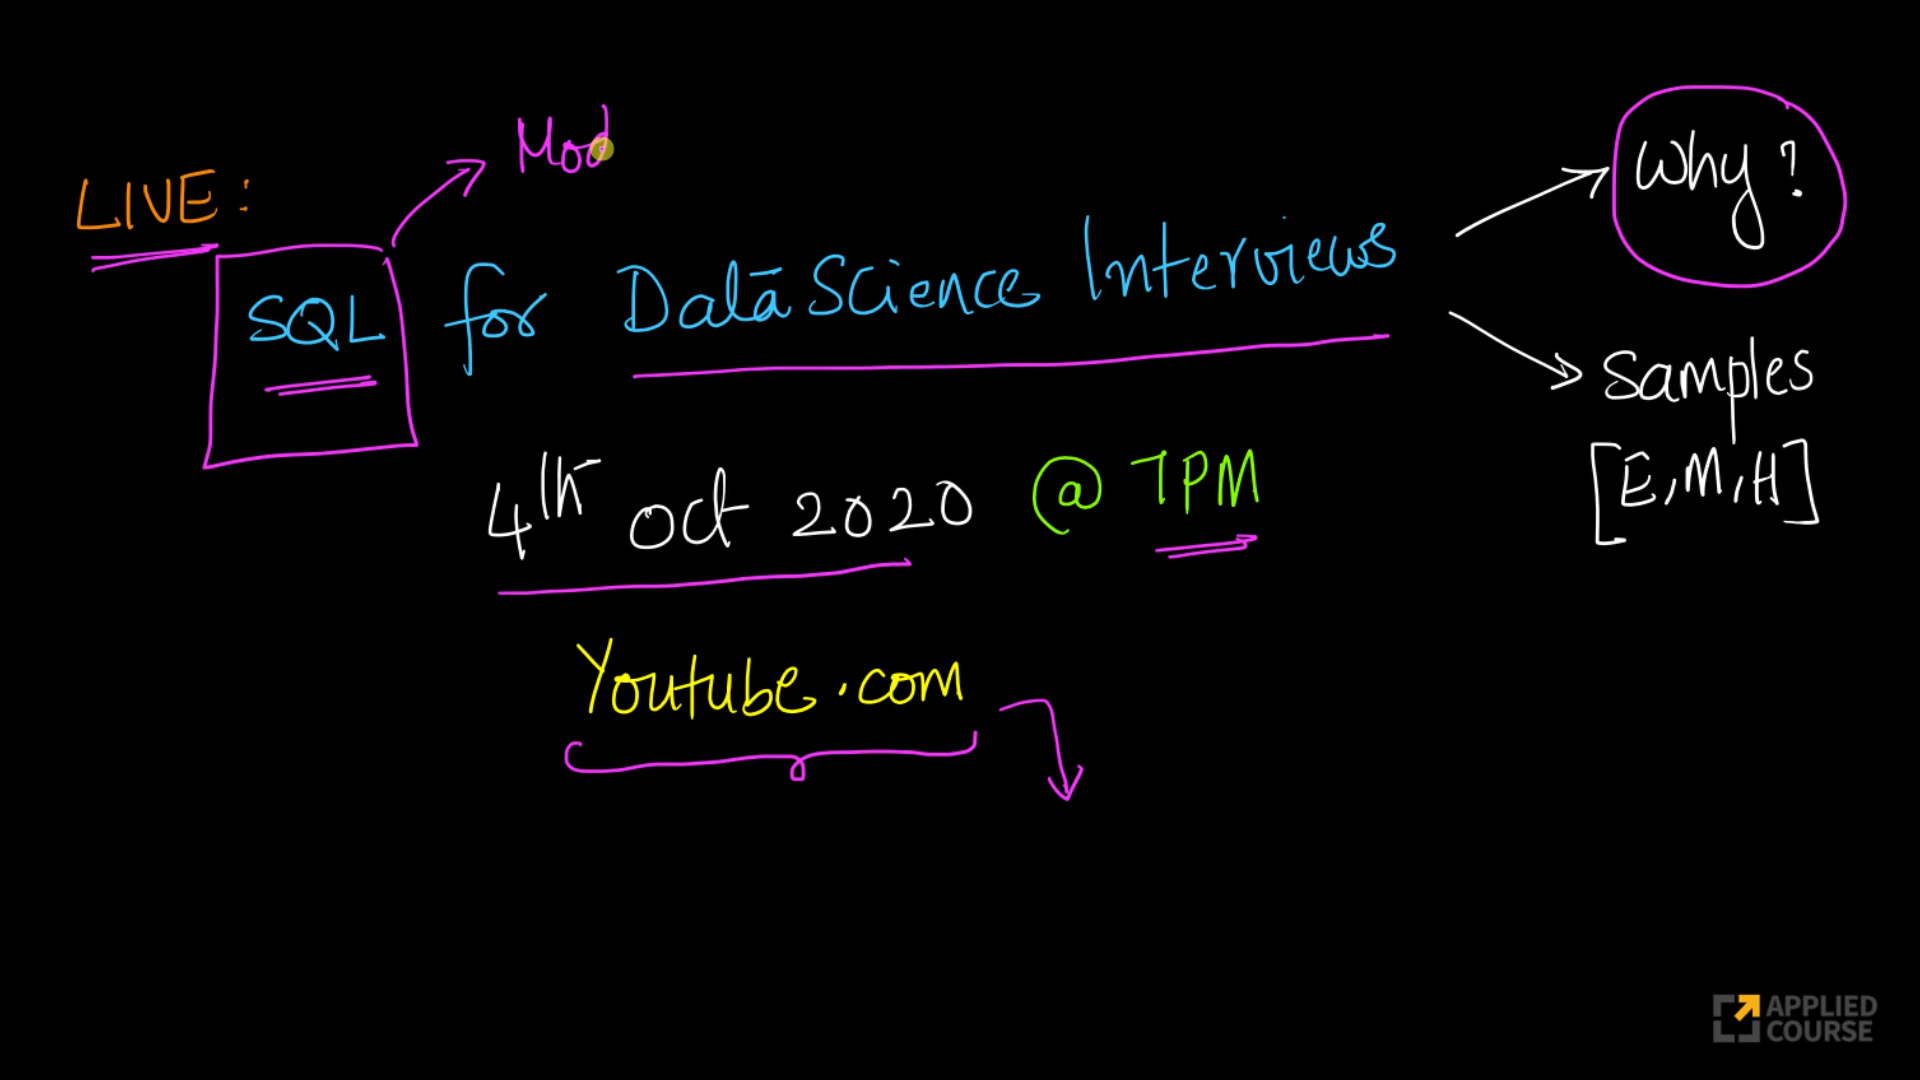 Mod
LIVE:
SQL for Data Science Interviews
Why?
Samples
[E, M, H]
4th Oct 2020 @ 7PM
Youtube.com
APPLIED
COURSE